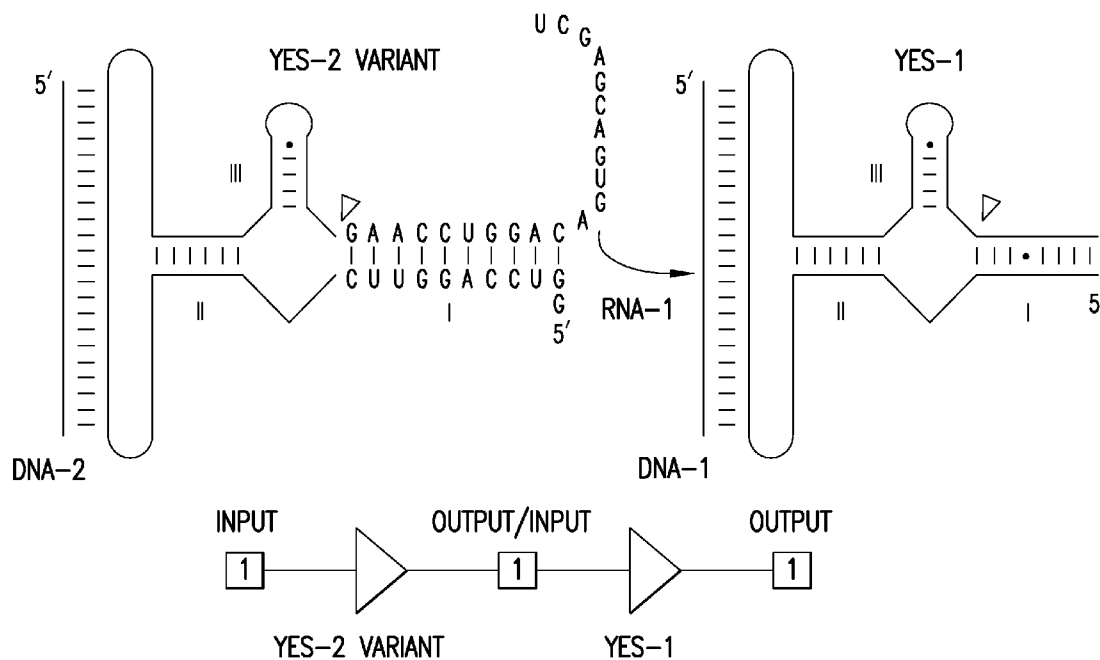 U C G
A
G
C
A
G
U
G
A
YES-2 VARIANT
YES-1
5′
5′
III
III
G A A C C U G G A C
C U U G G A C C U G
G
5′
II
I
RNA-1
II
I
5
DNA-2
DNA-1
INPUT
OUTPUT/INPUT
OUTPUT
1
1
1
YES-2 VARIANT
YES-1